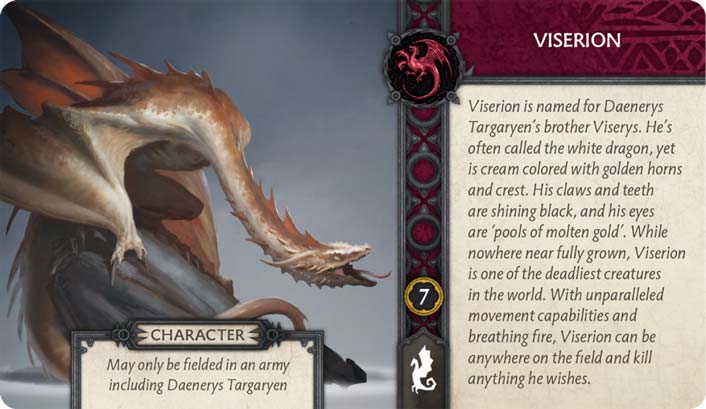 VISERION
Viserion is named for Daenerys
Targaryen's brother Viserys. He's
often called the white dragon, yet
is cream colored with golden horns
and crest. His claws and teeth
are shining black, and his eyes
are ‘pools of molten gold’. While
nowhere near fully grown, Viserion
is one of the deadliest creatures
in the world. With unparalleled
movement capabilities and
breathing fire, Viserion can be
anywhere on the field and kill
anything he wishes.
7
CHARACTER
May only be fielded in an army
including Daenerys Targaryen